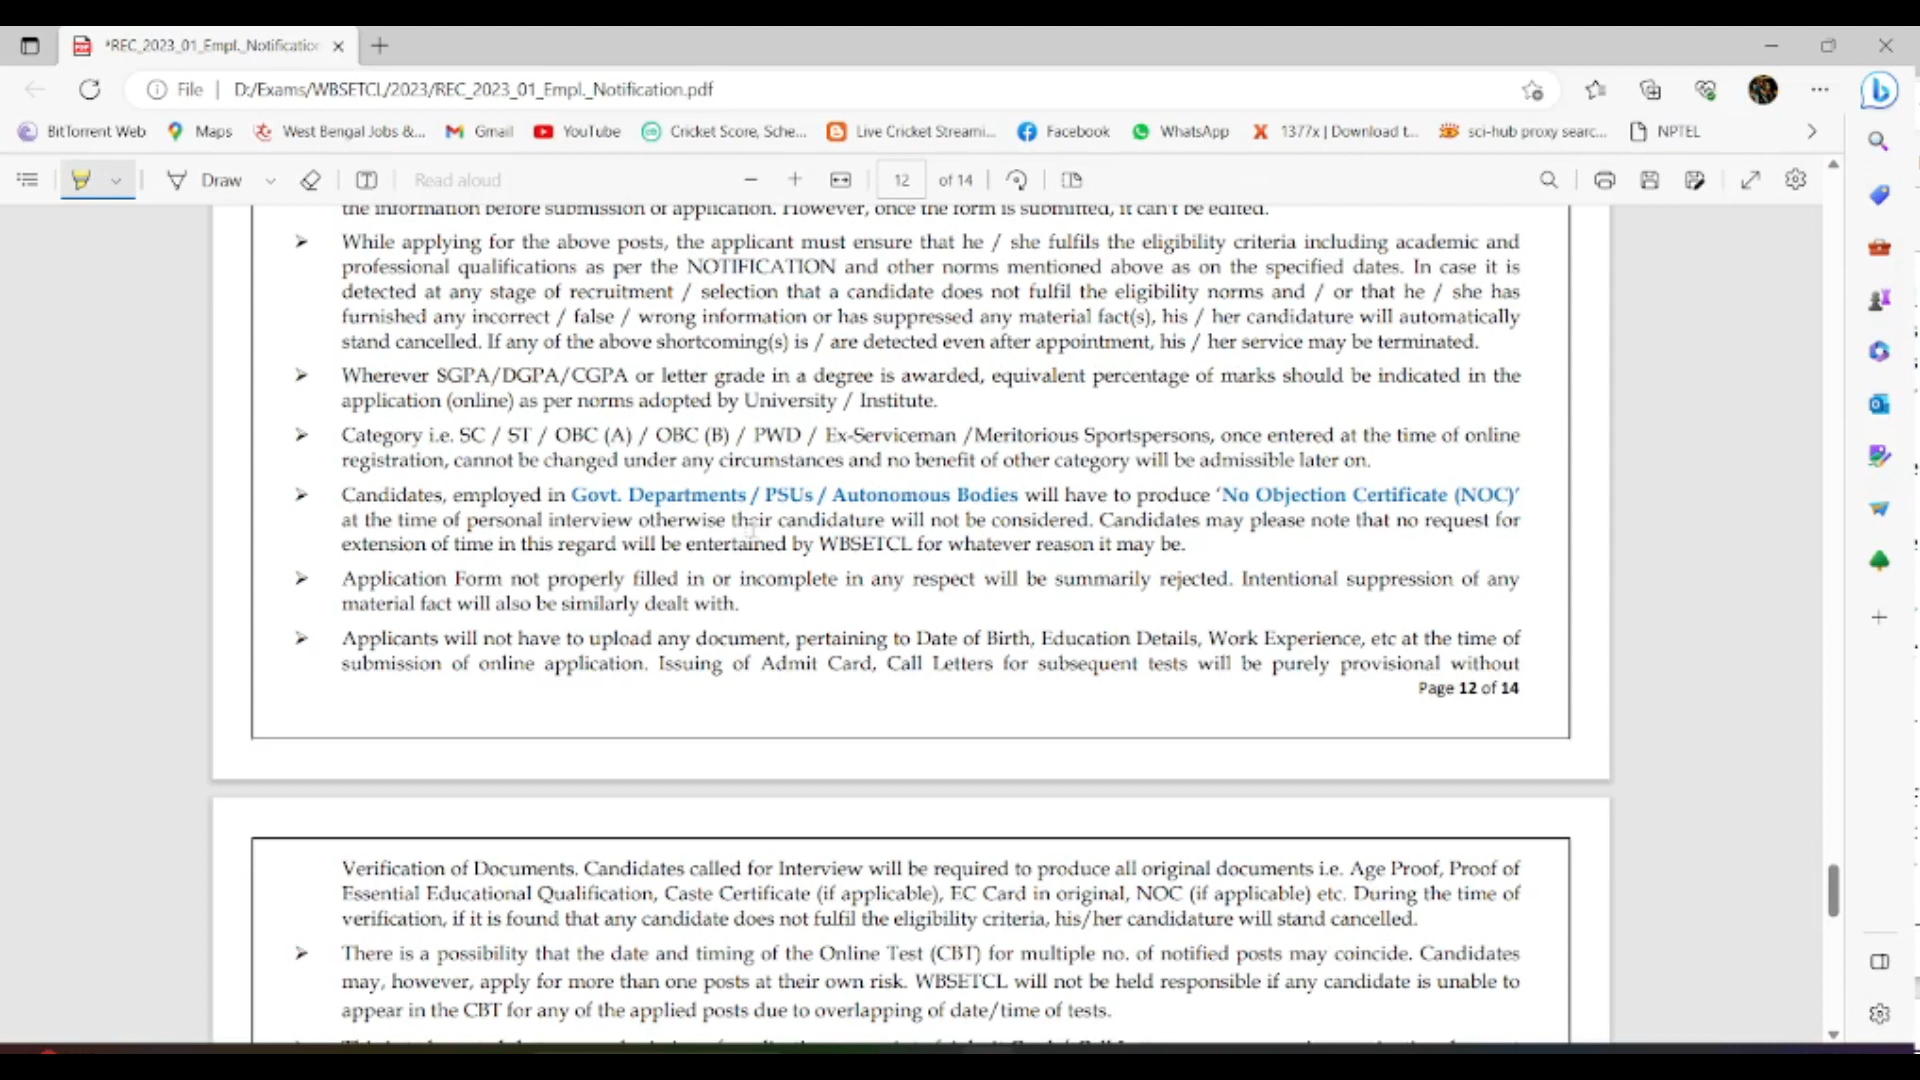 *REC_2023_01_Empl._Notificatio
File D:/Exams/WBSETCL/2023/REC_2023_01_Empl._Notification.pdf
BitTorrent Web Maps West Bengal Jobs &... Gmail YouTube Cricket Score, Sche... Live Cricket Streami... Facebook WhatsApp 1377x | Download t... sci-hub proxy searc... NPTEL
Draw Read aloud 12 of 14
the information before submission of application. However, once the form is submitted, it can't be edited.
➤ While applying for the above posts, the applicant must ensure that he / she fulfils the eligibility criteria including academic and
professional qualifications as per the NOTIFICATION and other norms mentioned above as on the specified dates. In case it is
detected at any stage of recruitment / selection that a candidate does not fulfil the eligibility norms and / or that he / she has
furnished any incorrect / false / wrong information or has suppressed any material fact(s), his / her candidature will automatically
stand cancelled. If any of the above shortcoming(s) is / are detected even after appointment, his / her service may be terminated.
➤ Wherever SGPA/DGPA/CGPA or letter grade in a degree is awarded, equivalent percentage of marks should be indicated in the
application (online) as per norms adopted by University / Institute.
➤ Category i.e. SC / ST / OBC (A) / OBC (B) / PWD / Ex-Serviceman /Meritorious Sportspersons, once entered at the time of online
registration, cannot be changed under any circumstances and no benefit of other category will be admissible later on.
➤ Candidates, employed in Govt. Departments / PSUs / Autonomous Bodies will have to produce 'No Objection Certificate (NOC)'
at the time of personal interview otherwise their candidature will not be considered. Candidates may please note that no request for
extension of time in this regard will be entertained by WBSETCL for whatever reason it may be.
➤ Application Form not properly filled in or incomplete in any respect will be summarily rejected. Intentional suppression of any
material fact will also be similarly dealt with.
➤ Applicants will not have to upload any document, pertaining to Date of Birth, Education Details, Work Experience, etc at the time of
submission of online application. Issuing of Admit Card, Call Letters for subsequent tests will be purely provisional without
Page 12 of 14
Verification of Documents. Candidates called for Interview will be required to produce all original documents i.e. Age Proof, Proof of
Essential Educational Qualification, Caste Certificate (if applicable), EC Card in original, NOC (if applicable) etc. During the time of
verification, if it is found that any candidate does not fulfil the eligibility criteria, his/her candidature will stand cancelled.
➤ There is a possibility that the date and timing of the Online Test (CBT) for multiple no. of notified posts may coincide. Candidates
may, however, apply for more than one posts at their own risk. WBSETCL will not be held responsible if any candidate is unable to
appear in the CBT for any of the applied posts due to overlapping of date/time of tests.